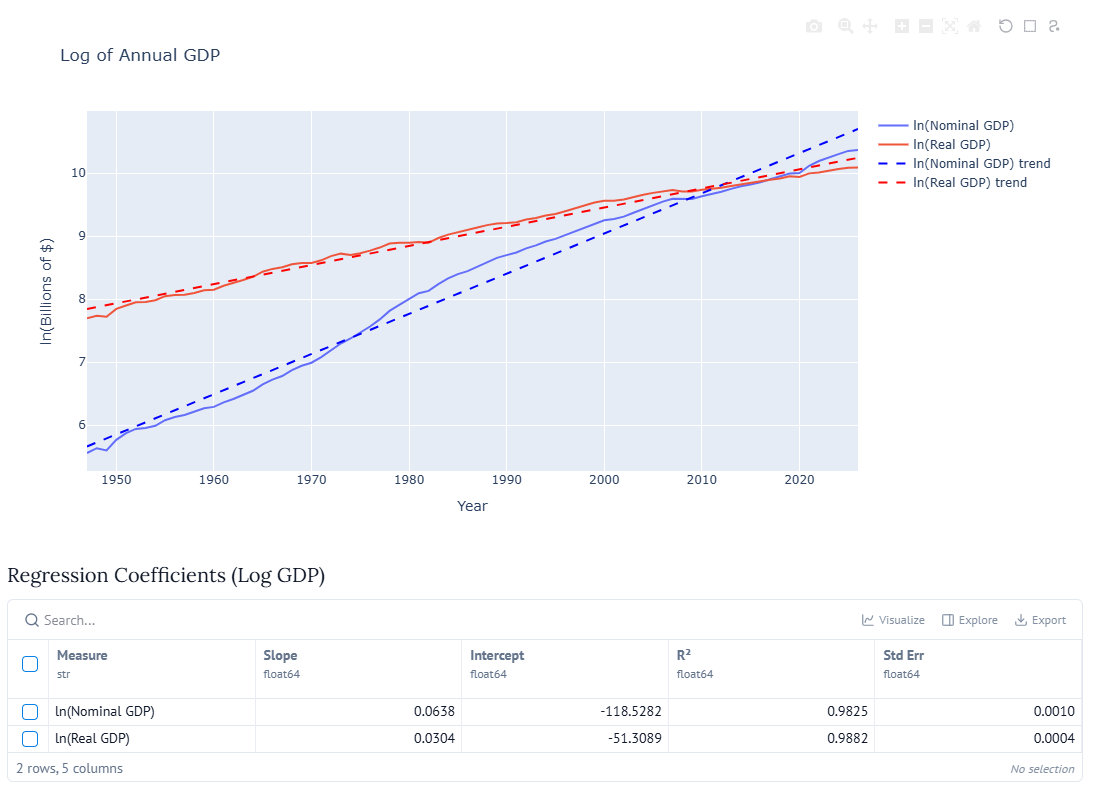 Log of Annual GDP
ln(Nominal GDP)
ln(Real GDP)
ln(Nominal GDP) trend
ln(Real GDP) trend
10
9
8
7
6
ln(Billions of $)
1950 1960 1970 1980 1990 2000 2010 2020
Year
Regression Coefficients (Log GDP)
Search... Visualize Explore Export
Measure Slope Intercept R² Std Err
str float64 float64 float64 float64
ln(Nominal GDP) 0.0638 -118.5282 0.9825 0.0010
ln(Real GDP) 0.0304 -51.3089 0.9882 0.0004
2 rows, 5 columns No selection